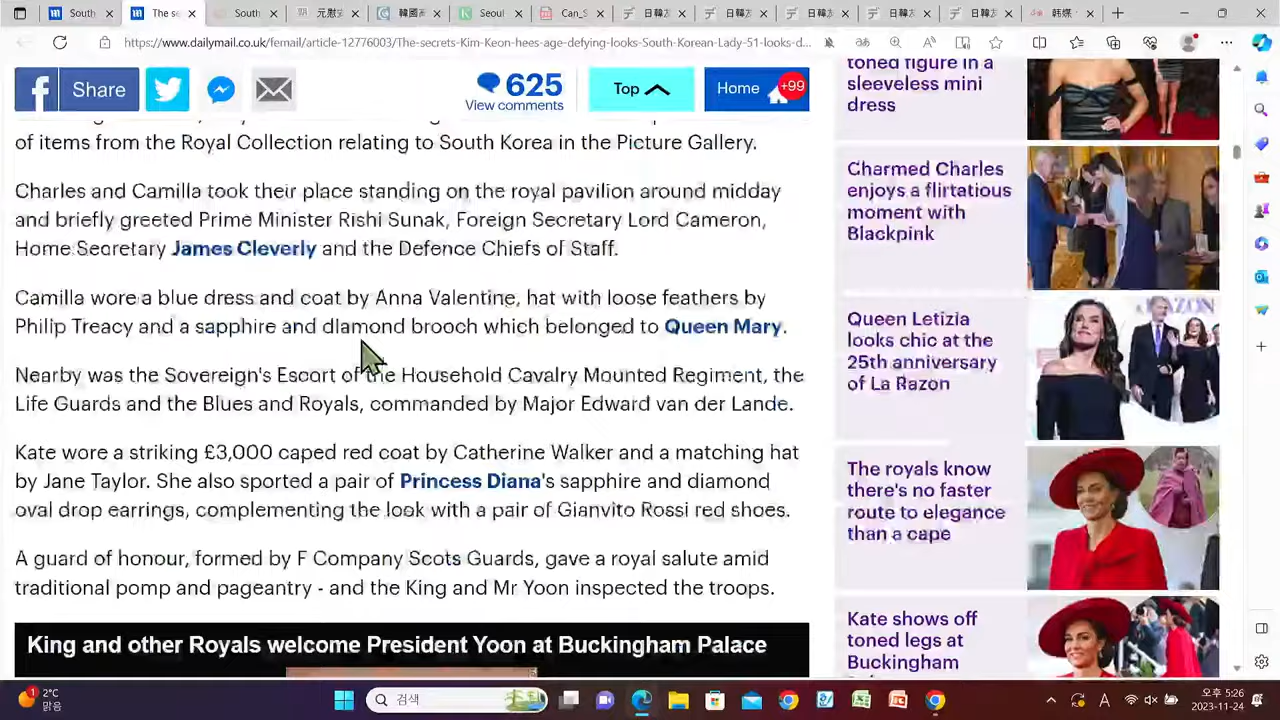 South
The se
South
元慰安
韓國高
Seoul
Can_S
日韓友
日韓友
日韓友
日韓友
日韓友
韩媒
https://www.dailymail.co.uk/femail/article-12776003/The-secrets-Kim-Keon-hees-age-defying-looks-South-Korean-Lady-51-looks-d...
Share
625
View comments
Top
Home
+99
of items from the Royal Collection relating to South Korea in the Picture Gallery.
Charles and Camilla took their place standing on the royal pavilion around midday
and briefly greeted Prime Minister Rishi Sunak, Foreign Secretary Lord Cameron,
Home Secretary James Cleverly and the Defence Chiefs of Staff.
Camilla wore a blue dress and coat by Anna Valentine, hat with loose feathers by
Philip Treacy and a sapphire and diamond brooch which belonged to Queen Mary.
Nearby was the Sovereign's Escort of the Household Cavalry Mounted Regiment, the
Life Guards and the Blues and Royals, commanded by Major Edward van der Lande.
Kate wore a striking £3,000 caped red coat by Catherine Walker and a matching hat
by Jane Taylor. She also sported a pair of Princess Diana's sapphire and diamond
oval drop earrings, complementing the look with a pair of Gianvito Rossi red shoes.
A guard of honour, formed by F Company Scots Guards, gave a royal salute amid
traditional pomp and pageantry - and the King and Mr Yoon inspected the troops.
King and other Royals welcome President Yoon at Buckingham Palace
toned figure in a
sleeveless mini
dress
Charmed Charles
enjoys a flirtatious
moment with
Blackpink
Queen Letizia
looks chic at the
25th anniversary
of La Razon
The royals know
there's no faster
route to elegance
than a cape
Kate shows off
toned legs at
Buckingham
1
2°C
맑음
검색
A
오후 5:26
2023-11-24